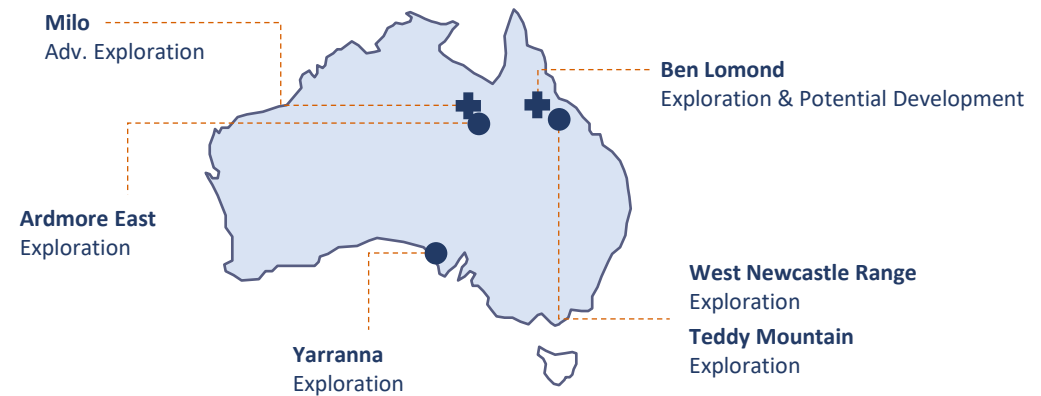 Milo
Adv. Exploration
Ben Lomond
Exploration & Potential Development
Ardmore East
Exploration
West Newcastle Range
Exploration
Teddy Mountain
Exploration
Yarranna
Exploration